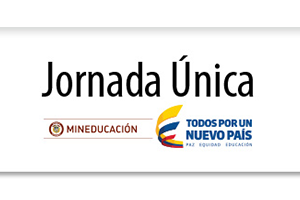 Jornada Única
MINEDUCACIÓN
TODOS POR UN
NUEVO PAÍS
PAZ EQUIDAD EDUCACIÓN